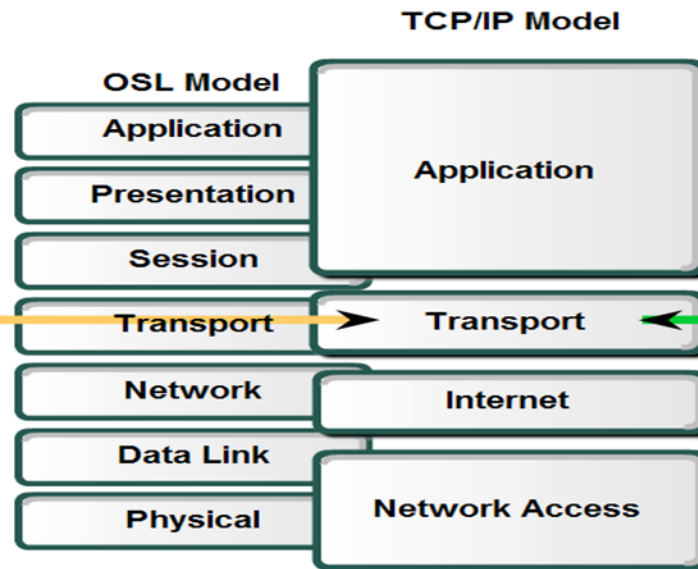 TCP/IP Model
OSL Model
Application
Presentation
Session
Transport
Network
Data Link
Physical
Application
Transport
Internet
Network Access